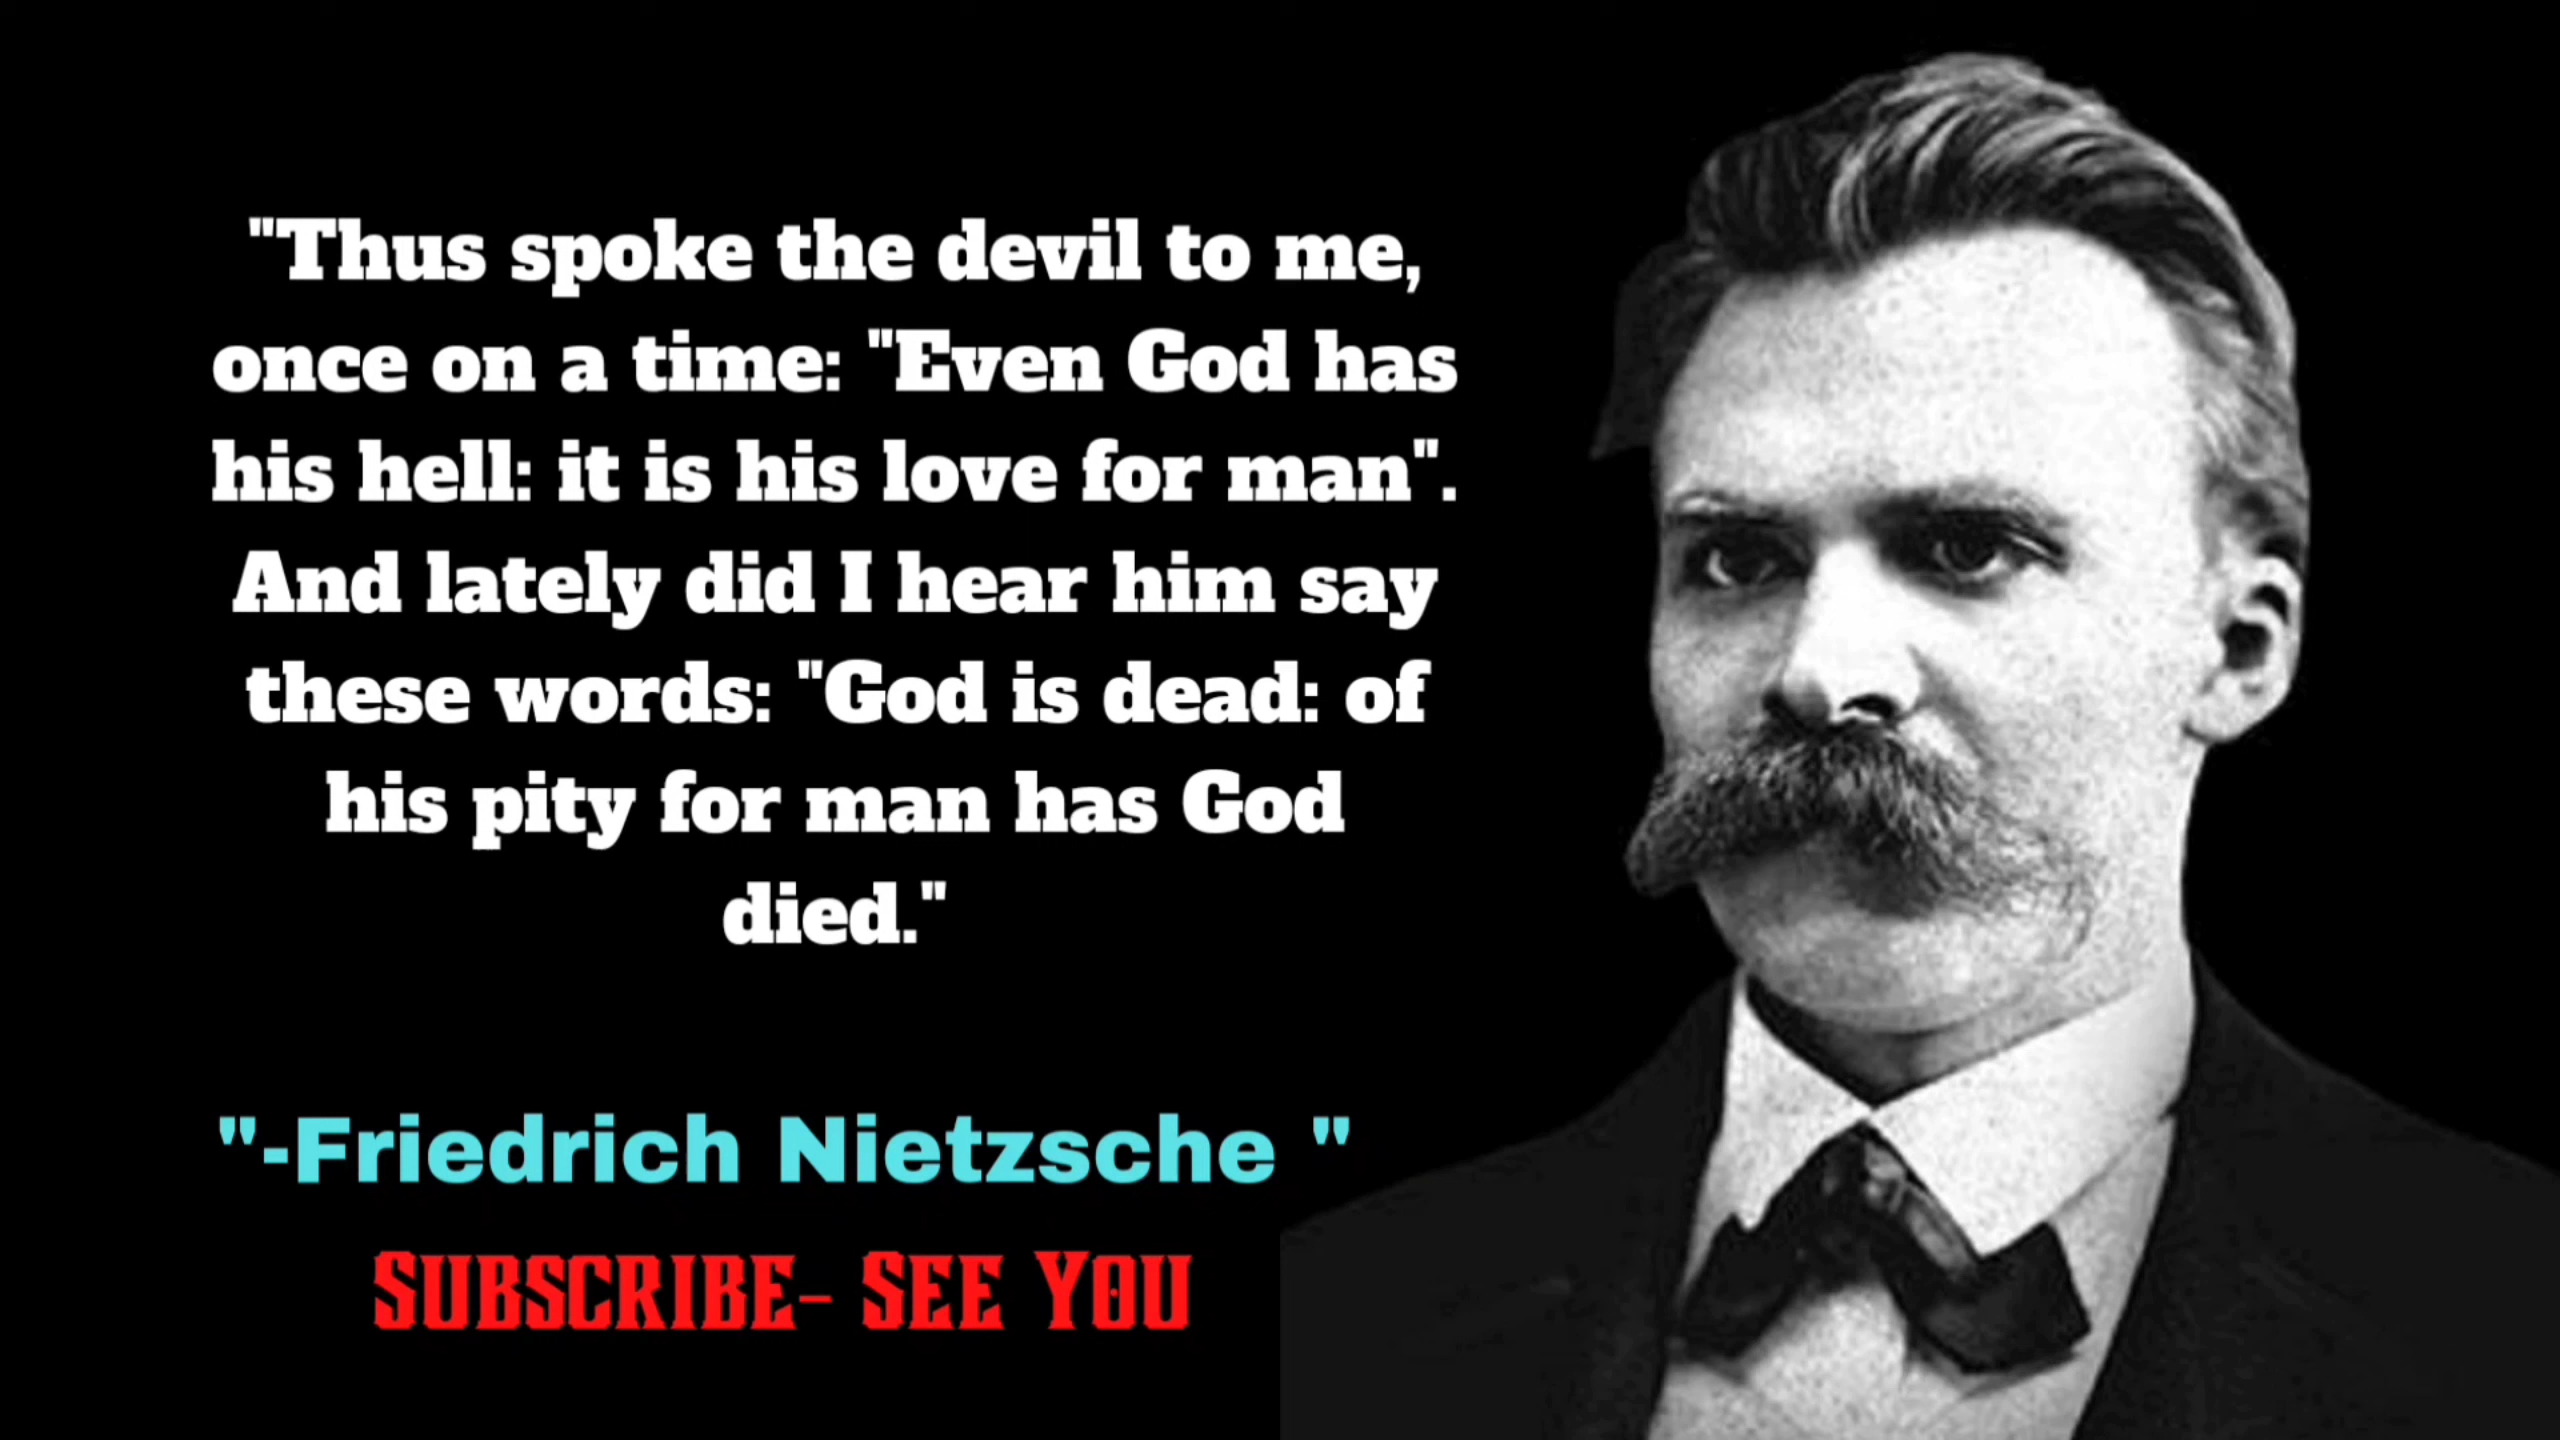 "Thus spoke the devil to me,
once on a time: "Even God has
his hell: it is his love for man".
And lately did I hear him say
these words: "God is dead: of
his pity for man has God
died."
"-Friedrich Nietzsche "
SUBSCRIBE- SEE YOU